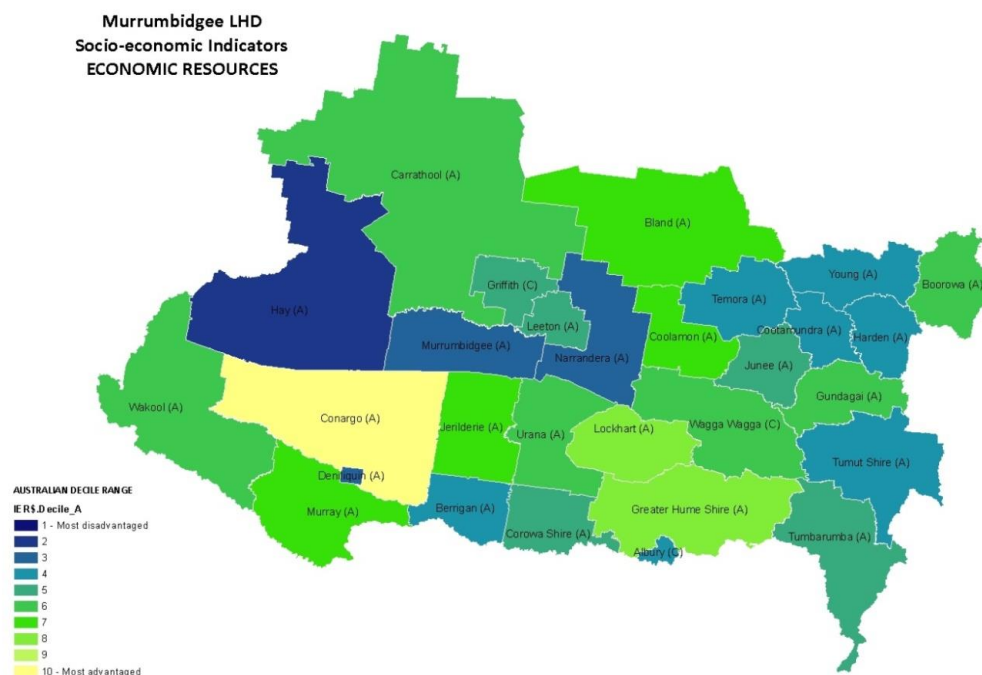 Murrumbidgee LHD
Socio-economic Indicators
ECONOMIC RESOURCES
Carrathool (A)
Bland (A)
Young (A)
Boorowa (A)
Griffith (C)
Temora (A)
Hay (A)
Leeton (A)
Cootamundra (A)
Harden (A)
Murrumbidgee (A)
Narrandera (A)
Coolamon (A)
Junee (A)
Gundagai (A)
Wakool (A)
Conargo (A)
Jerilderie (A)
Urana (A)
Lockhart (A)
Wagga Wagga (C)
Tumut Shire (A)
Deniliquin (A)
Murray (A)
Berrigan (A)
Corowa Shire (A)
Greater Hume Shire (A)
Albury (C)
Tumbarumba (A)
AUSTRALIAN DECILE RANGE
IER$.Decile_A
1 - Most disadvantaged
2
3
4
5
6
7
8
9
10 - Most advantaged